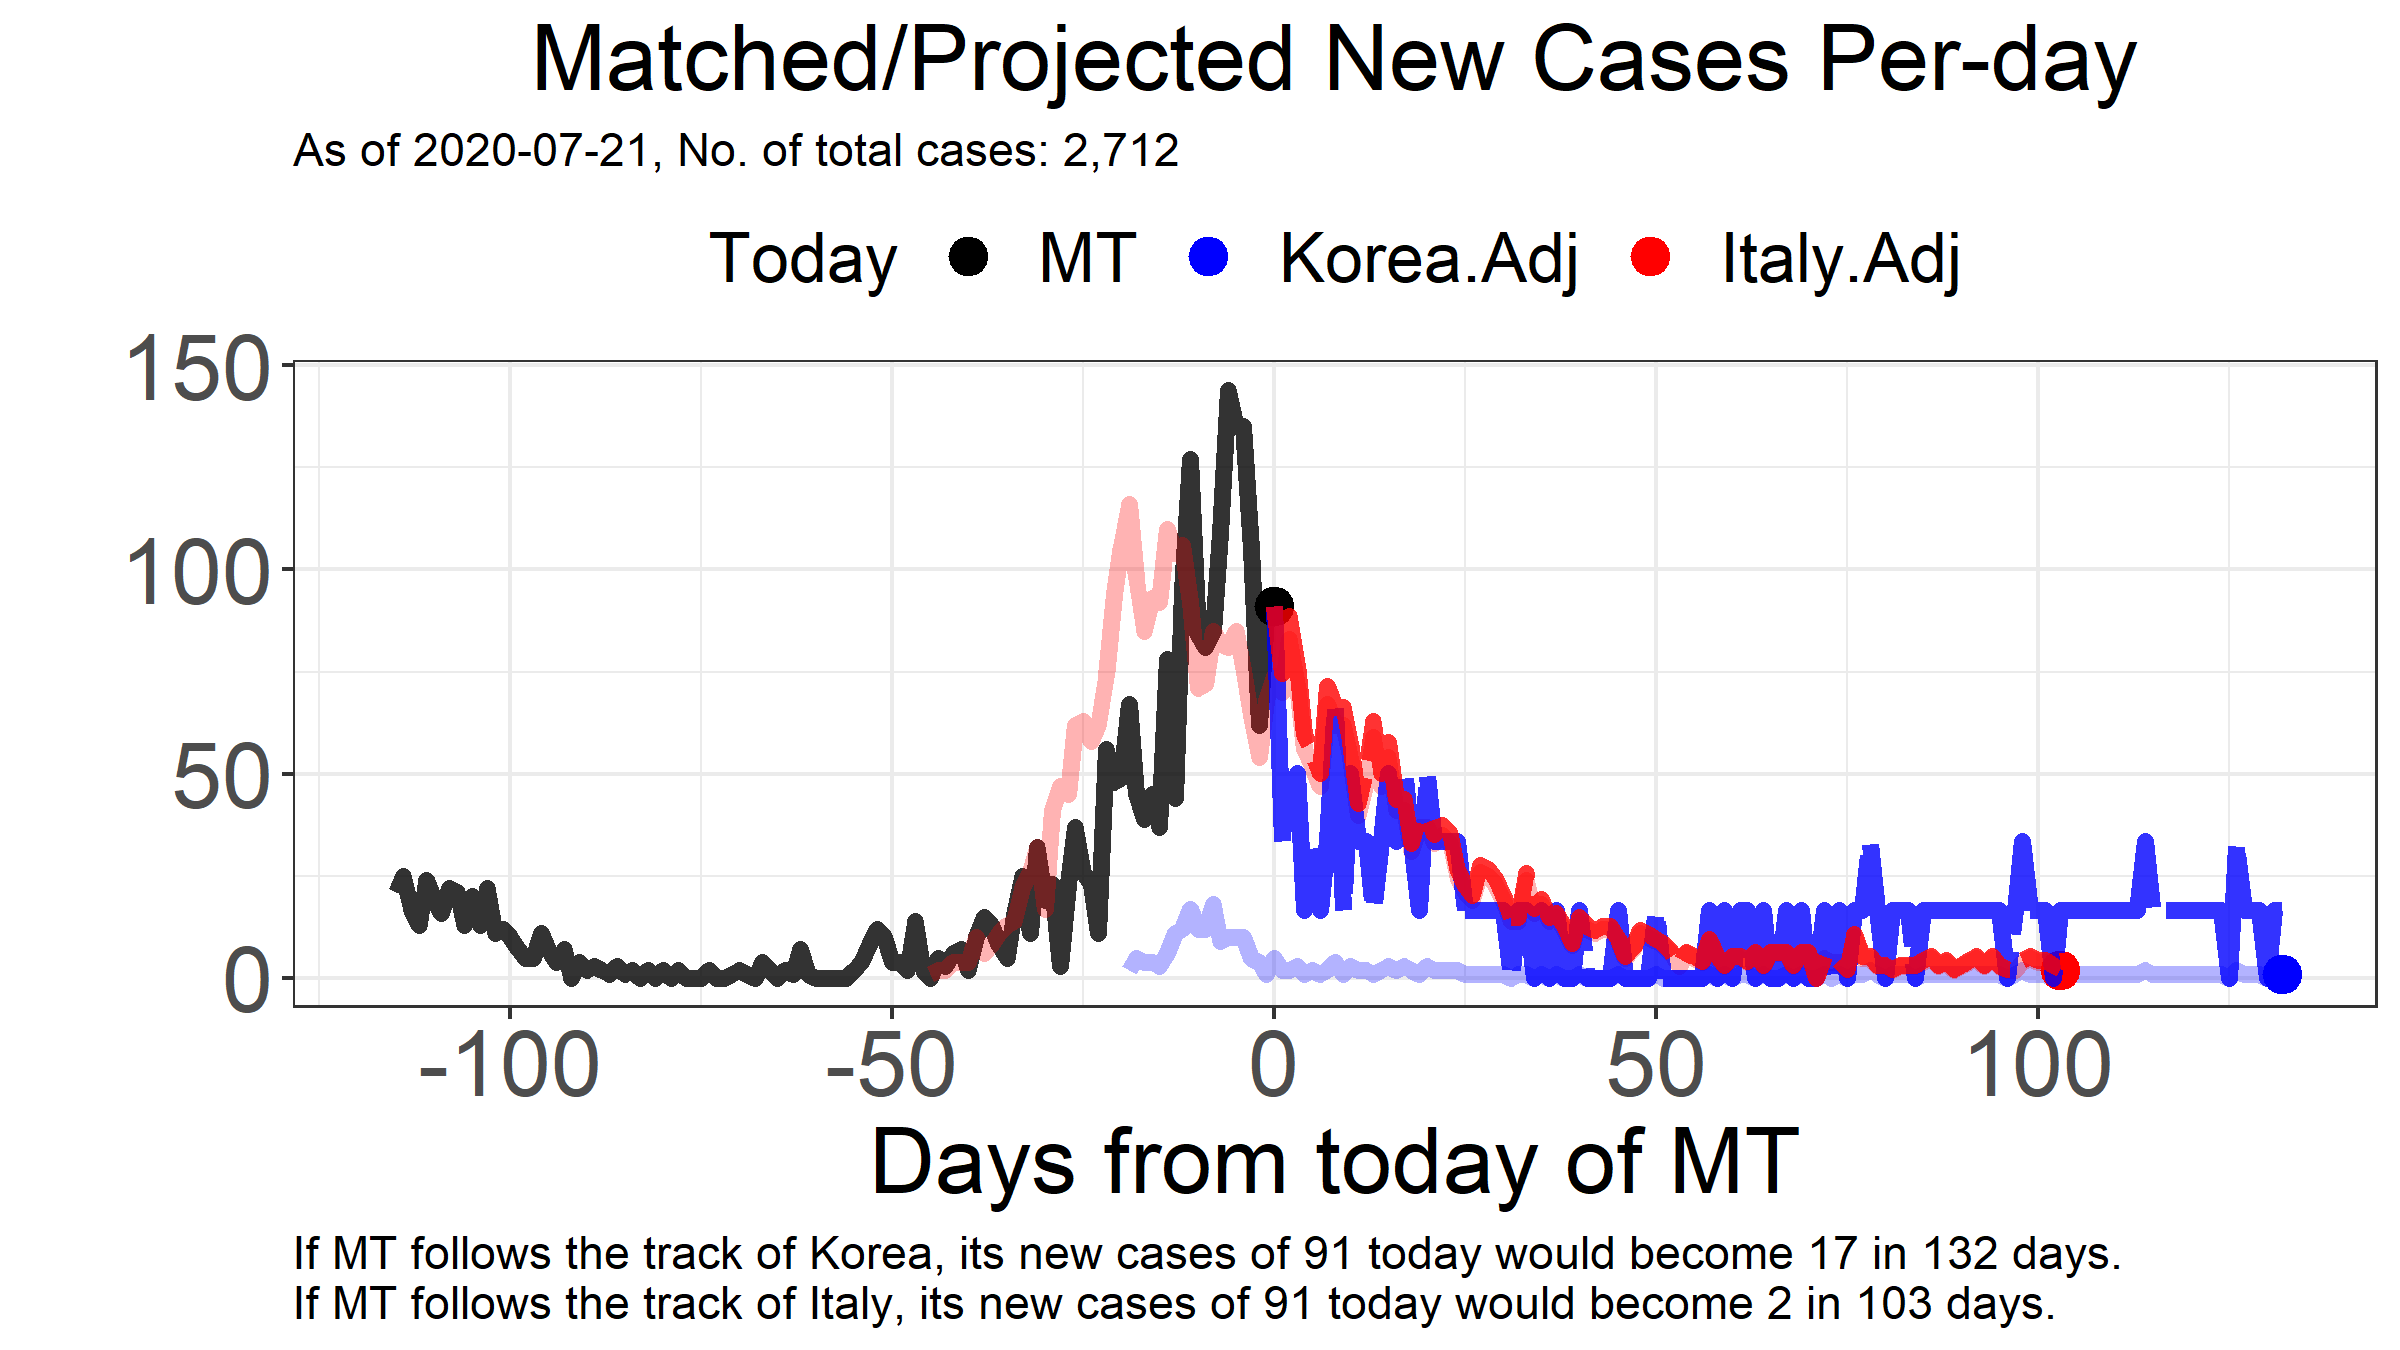 Matched/Projected New Cases Per-day
As of 2020-07-21, No. of total cases: 2,712
Today MT Korea.Adj Italy.Adj
150
100
50
0
-100 -50 0 50 100
Days from today of MT
If MT follows the track of Korea, its new cases of 91 today would become 17 in 132 days.
If MT follows the track of Italy, its new cases of 91 today would become 2 in 103 days.